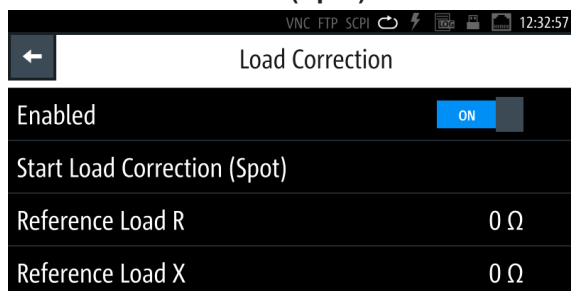 VNC FTP SCPI LOG 12:32:57
Load Correction
Enabled ON
Start Load Correction (Spot)
Reference Load R 0 Ω
Reference Load X 0 Ω